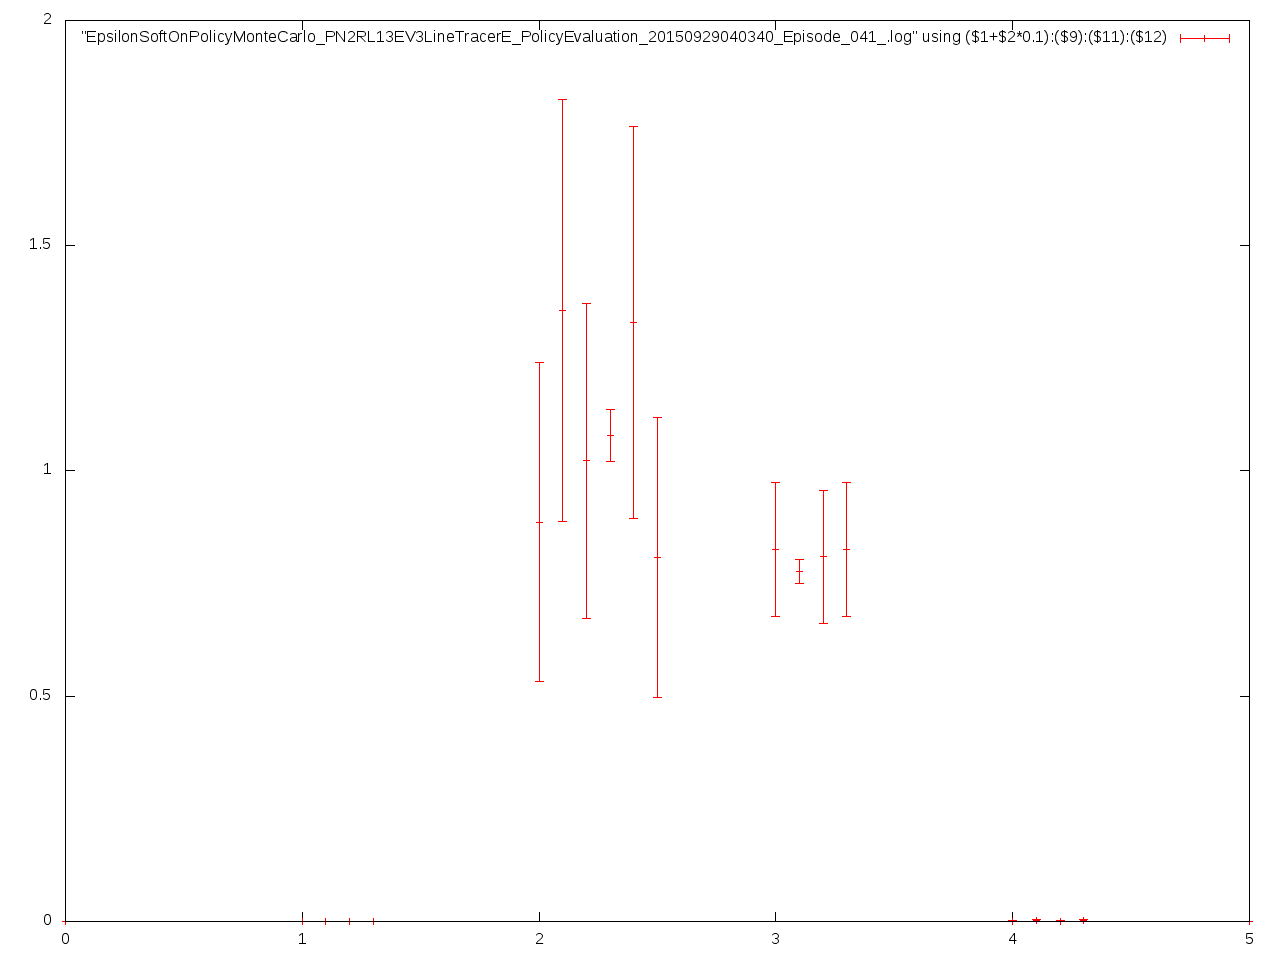 2
"EpsilonSoftOnPolicyMonteCarlo_PN2RL13EV3LineTracerE_PolicyEvaluation_20150929040340_Episode_041_.log" using ($1+$2*0.1):($9):($11):($12)
1.5
1
0.5
0
0 1 2 3 4 5